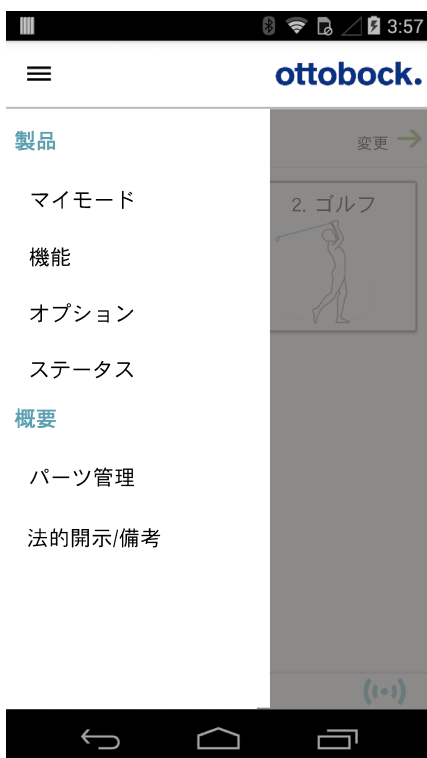 3:57
ottobock.
製品
変更
マイモード
2. ゴルフ
機能
オプション
ステータス
概要
パーツ管理
法的開示/備考